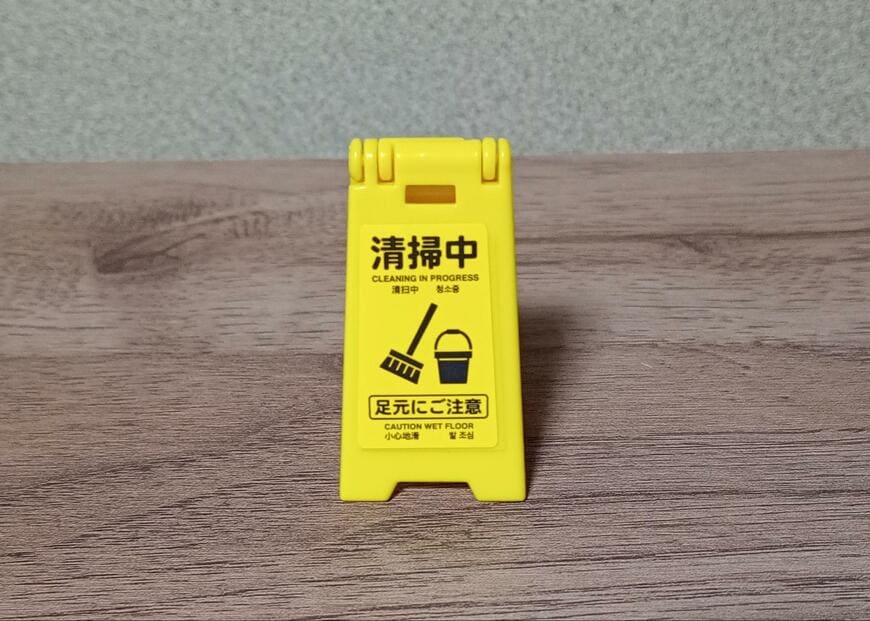 清掃中
CLEANING IN PROGRESS
清扫中 청소중
足元にご注意
CAUTION WET FLOOR
小心地滑 발 조심